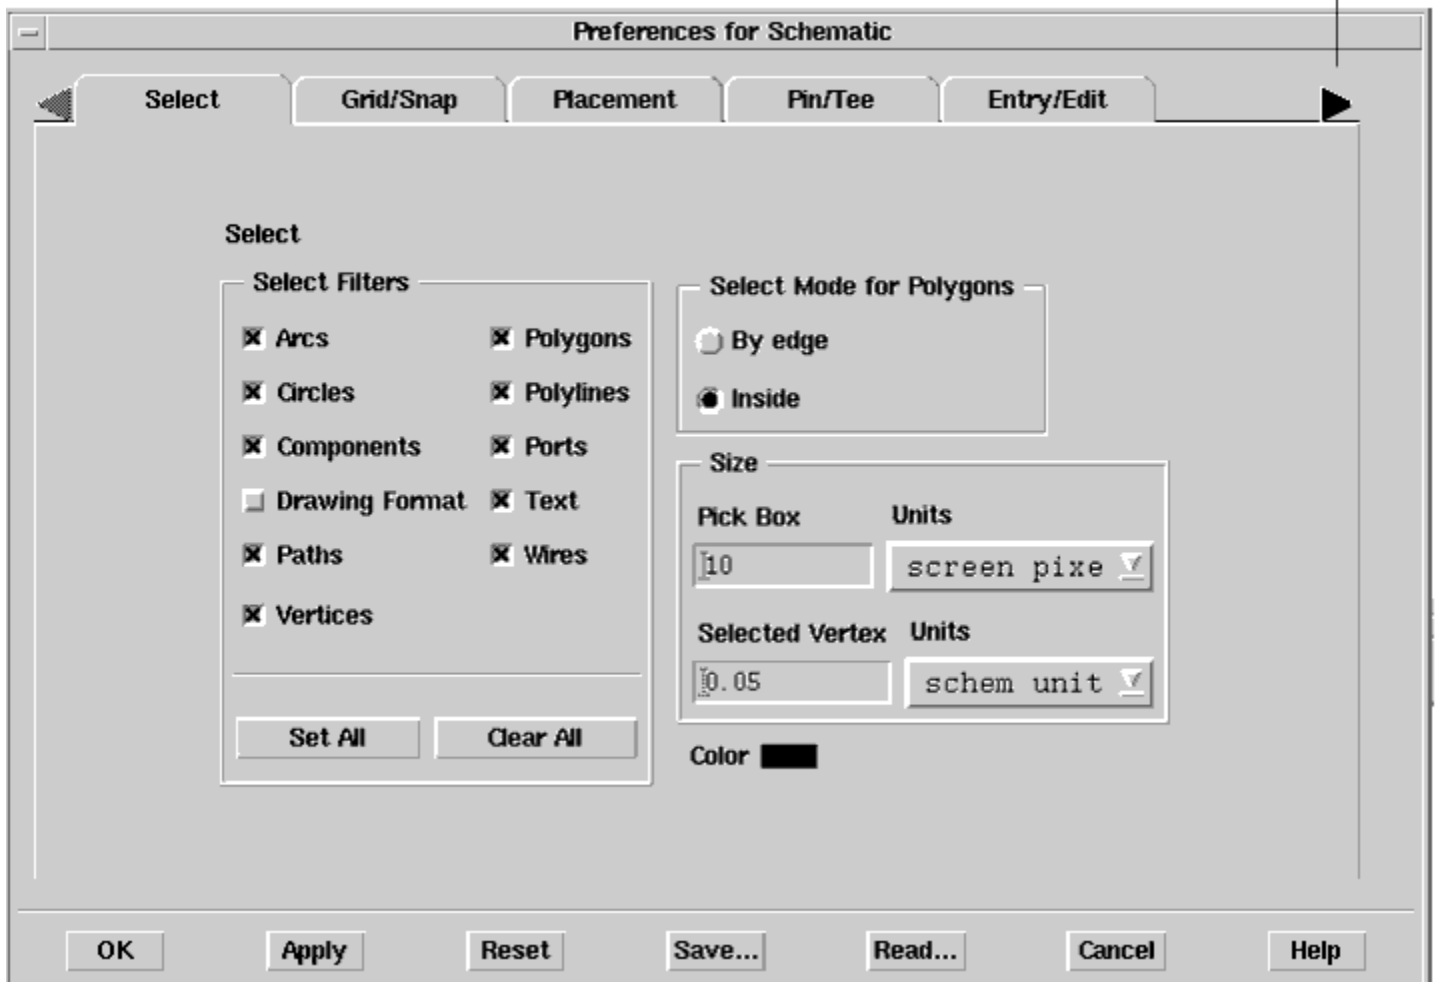 Preferences for Schematic
Select
Grid/Snap
Placement
Pin/Tee
Entry/Edit
Select
Select Filters
Arcs
Polygons
Circles
Polylines
Components
Ports
Drawing Format
Text
Paths
Wires
Vertices
Set All
Clear All
Select Mode for Polygons
By edge
Inside
Size
Pick Box
Units
10
screen pixe
Selected Vertex
Units
0.05
schem unit
Color
OK
Apply
Reset
Save...
Read...
Cancel
Help